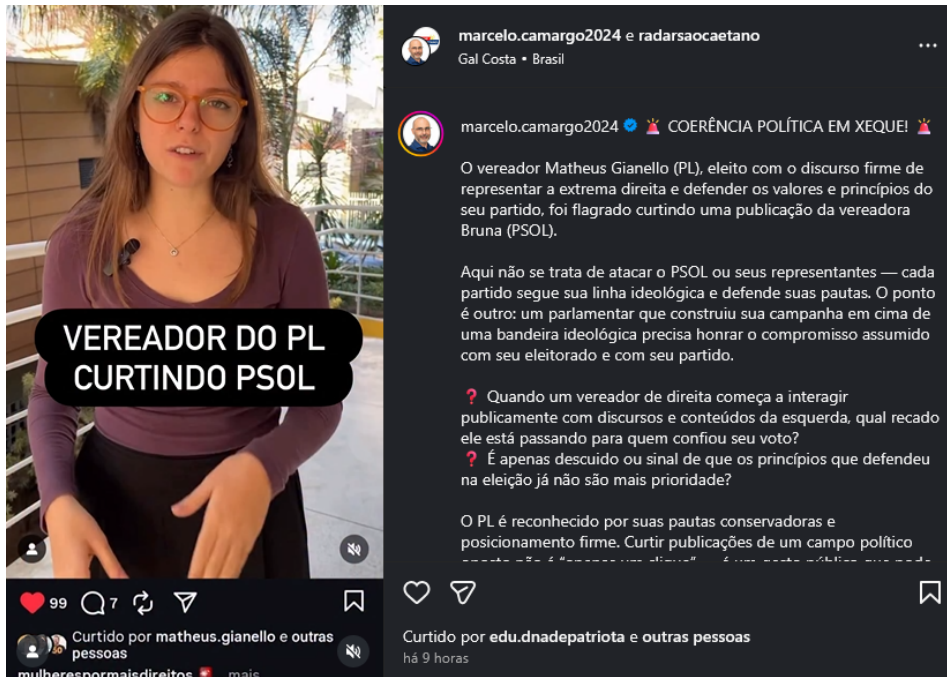 VEREADOR DO PL
CURTINDO PSOL
99
7
Curtido por matheus.gianello e outras
pessoas
mulherespormaisdireitos 🚨 mais
marcelo.camargo2024 e radarsaocaetano
Gal Costa • Brasil
marcelo.camargo2024 🚨 COERÊNCIA POLÍTICA EM XEQUE! 🚨
O vereador Matheus Gianello (PL), eleito com o discurso firme de
representar a extrema direita e defender os valores e princípios do
seu partido, foi flagrado curtindo uma publicação da vereadora
Bruna (PSOL).
Aqui não se trata de atacar o PSOL ou seus representantes — cada
partido segue sua linha ideológica e defende suas pautas. O ponto
é outro: um parlamentar que construiu sua campanha em cima de
uma bandeira ideológica precisa honrar o compromisso assumido
com seu eleitorado e com seu partido.
❓ Quando um vereador de direita começa a interagir
publicamente com discursos e conteúdos da esquerda, qual recado
ele está passando para quem confiou seu voto?
❓ É apenas descuido ou sinal de que os princípios que defendeu
na eleição já não são mais prioridade?
O PL é reconhecido por suas pautas conservadoras e
posicionamento firme. Curtir publicações de um campo político
Curtido por edu.dnadepatriota e outras pessoas
há 9 horas